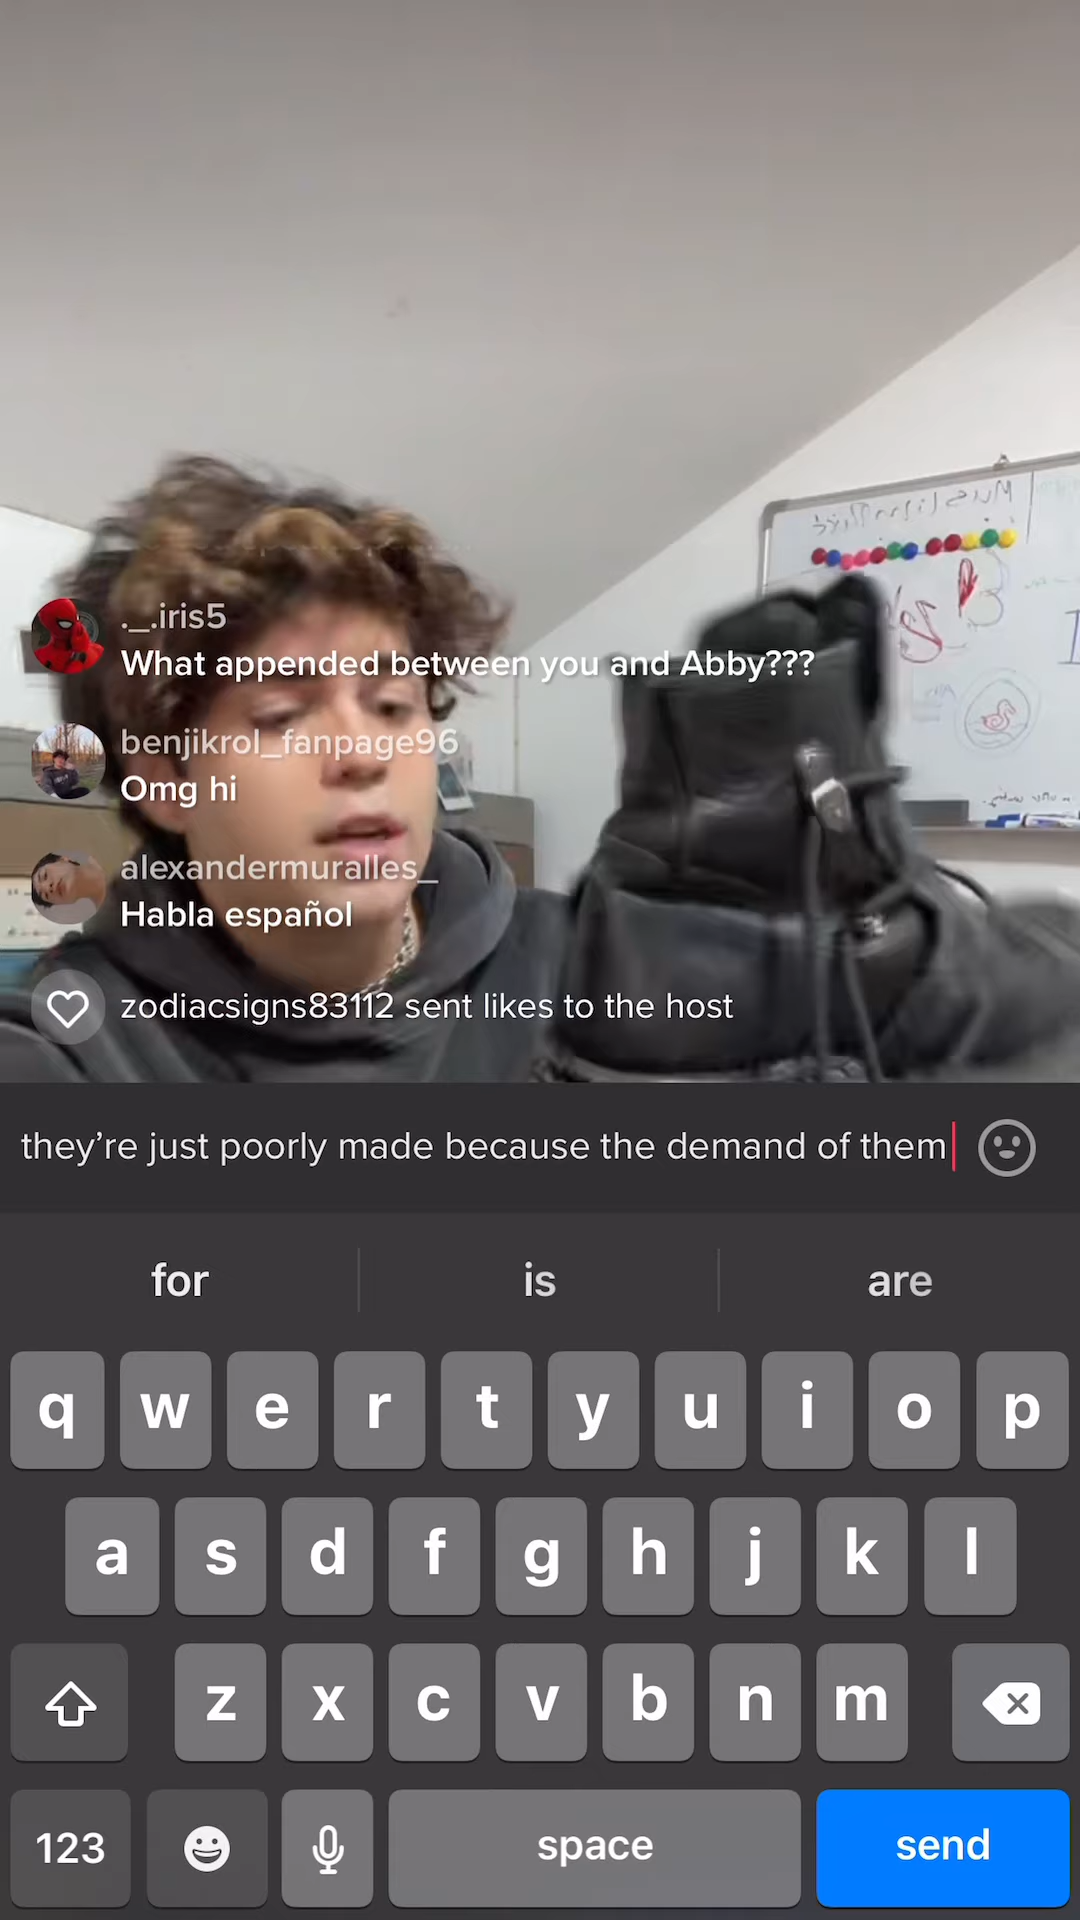 ._.iris5
What appended between you and Abby???
benjikrol_fanpage96
Omg hi
alexandermuralles_
Habla español
zodiacsigns83112 sent likes to the host
they’re just poorly made because the demand of them
for is are
q w e r t y u i o p
a s d f g h j k l
z x c v b n m
123 space send